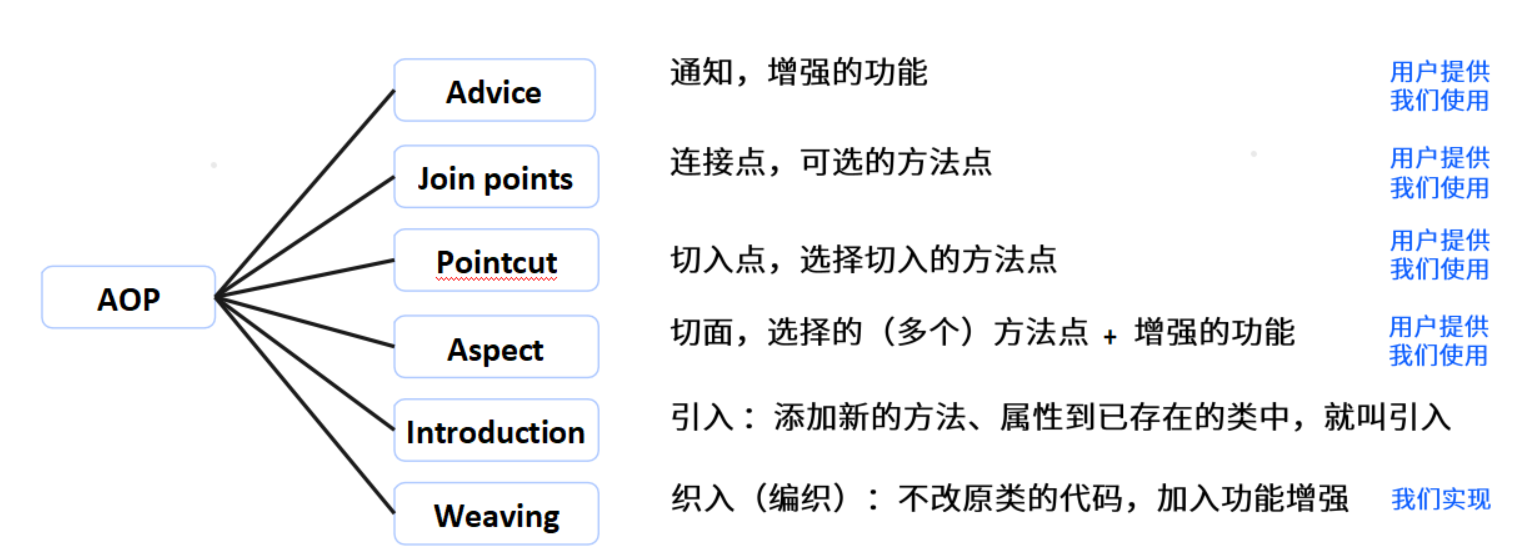 Advice
通知，增强的功能
用户提供
我们使用
Join points
连接点，可选的方法点
用户提供
我们使用
Pointcut
切入点，选择切入的方法点
用户提供
我们使用
AOP
Aspect
切面，选择的（多个）方法点 + 增强的功能
用户提供
我们使用
Introduction
引入：添加新的方法、属性到已存在的类中，就叫引入
Weaving
织入（编织）：不改原类的代码，加入功能增强
我们实现